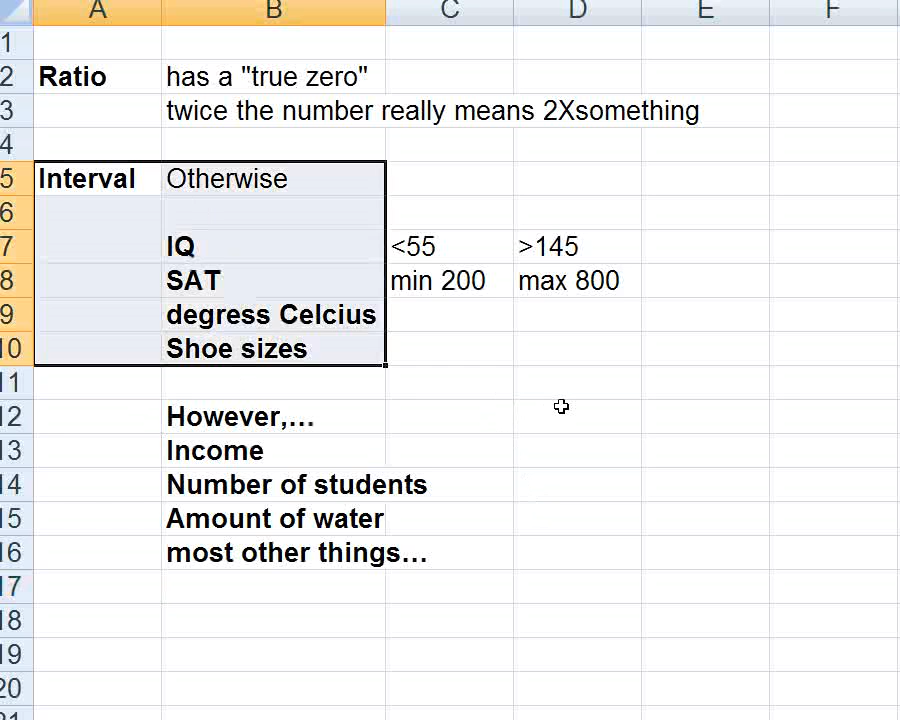 A B C D E F
1
2 Ratio has a "true zero"
3 twice the number really means 2Xsomething
4
5 Interval Otherwise
6
7 IQ <55 >145
8 SAT min 200 max 800
9 degress Celcius
10 Shoe sizes
11
12 However,...
13 Income
14 Number of students
15 Amount of water
16 most other things...
17
18
19
20
21